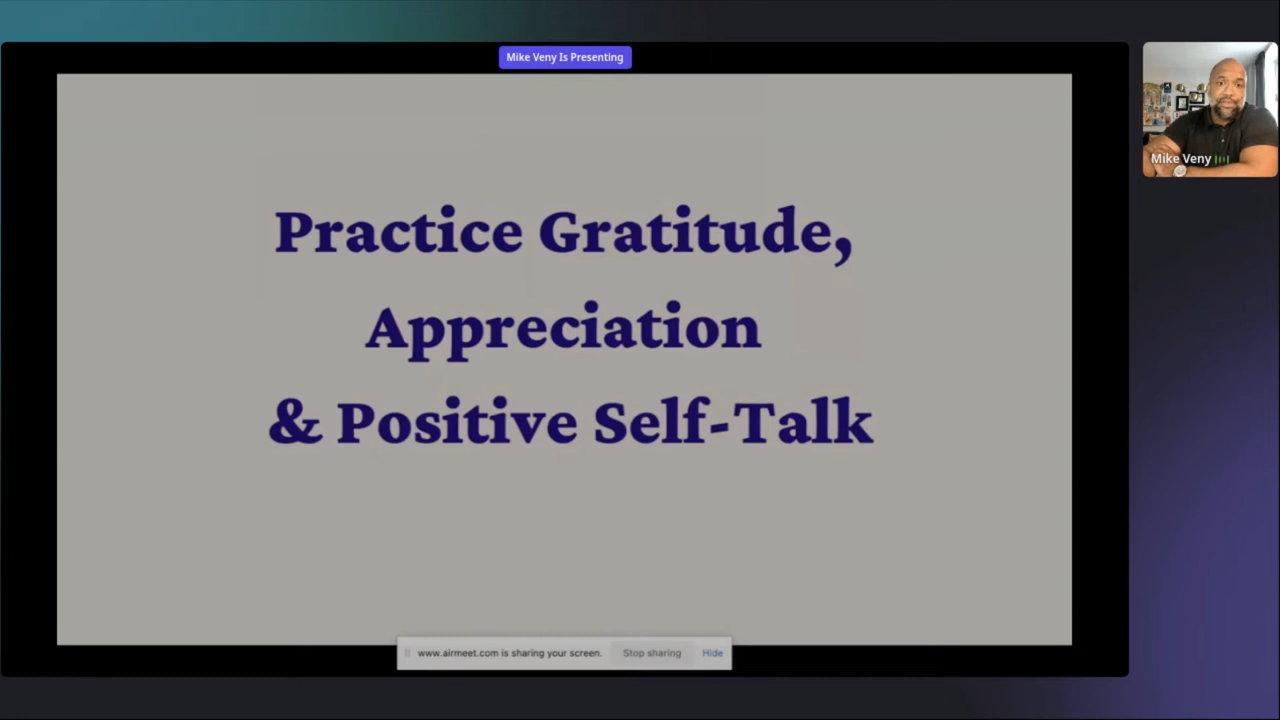 Mike Veny Is Presenting
Practice Gratitude,
Appreciation
& Positive Self-Talk
Mike Veny
www.airmeet.com is sharing your screen. Stop sharing Hide